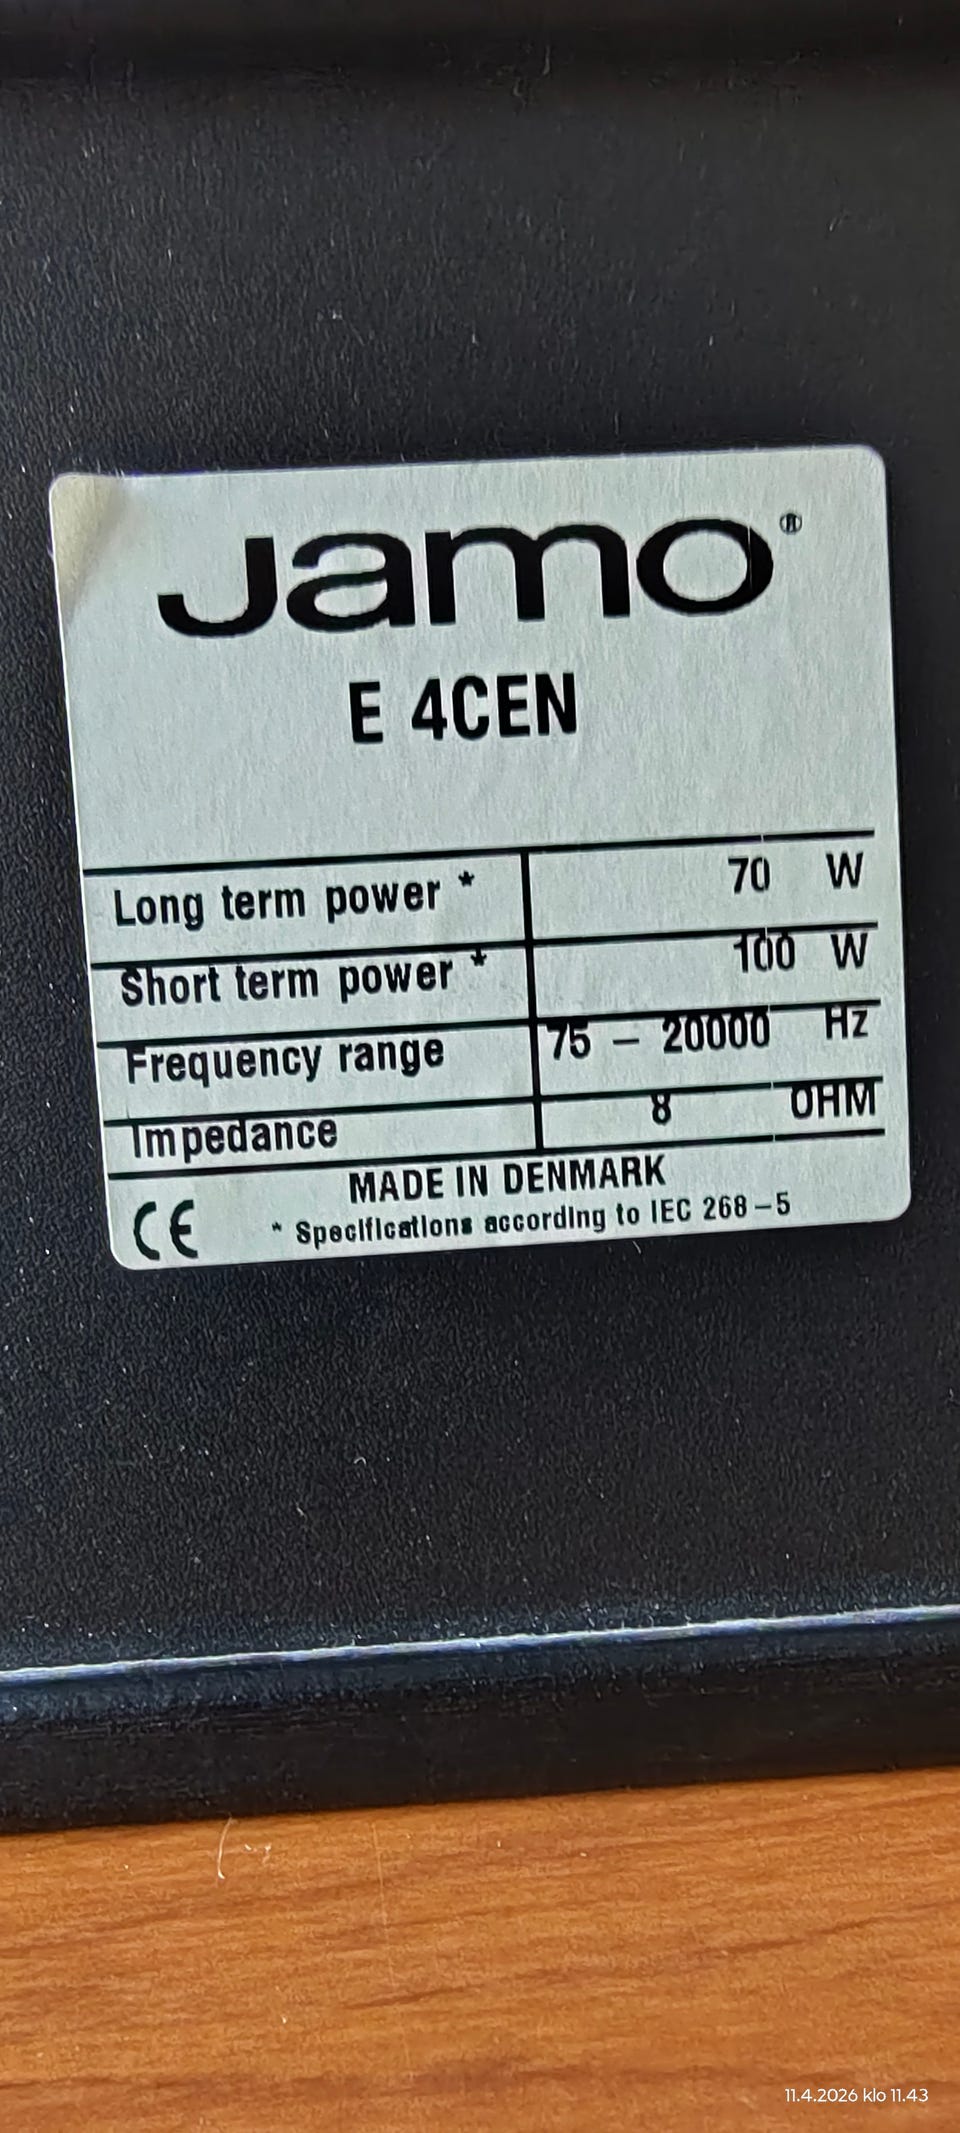 Jamo®
E 4CEN
Long term power * 70 W
Short term power * 100 W
Frequency range 75 – 20000 Hz
Impedance 8 OHM
MADE IN DENMARK
CE * Specifications according to IEC 268–5
11.4.2026 klo 11.43